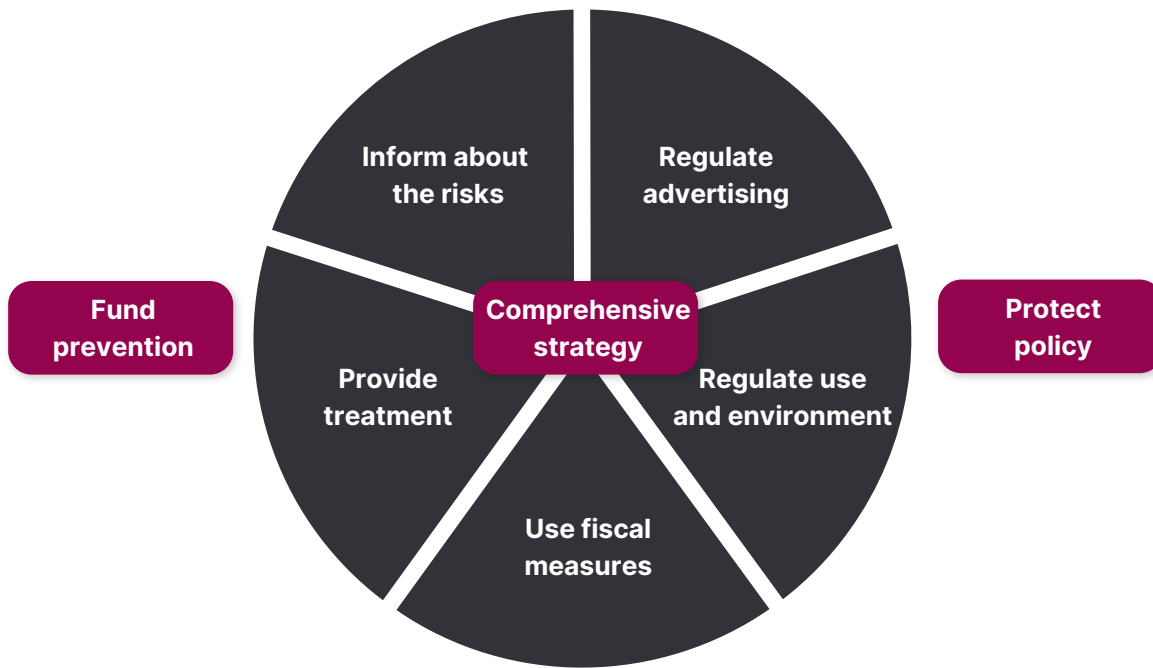 Inform about
the risks
Regulate
advertising
Fund
prevention
Comprehensive
strategy
Protect
policy
Provide
treatment
Regulate use
and environment
Use fiscal
measures